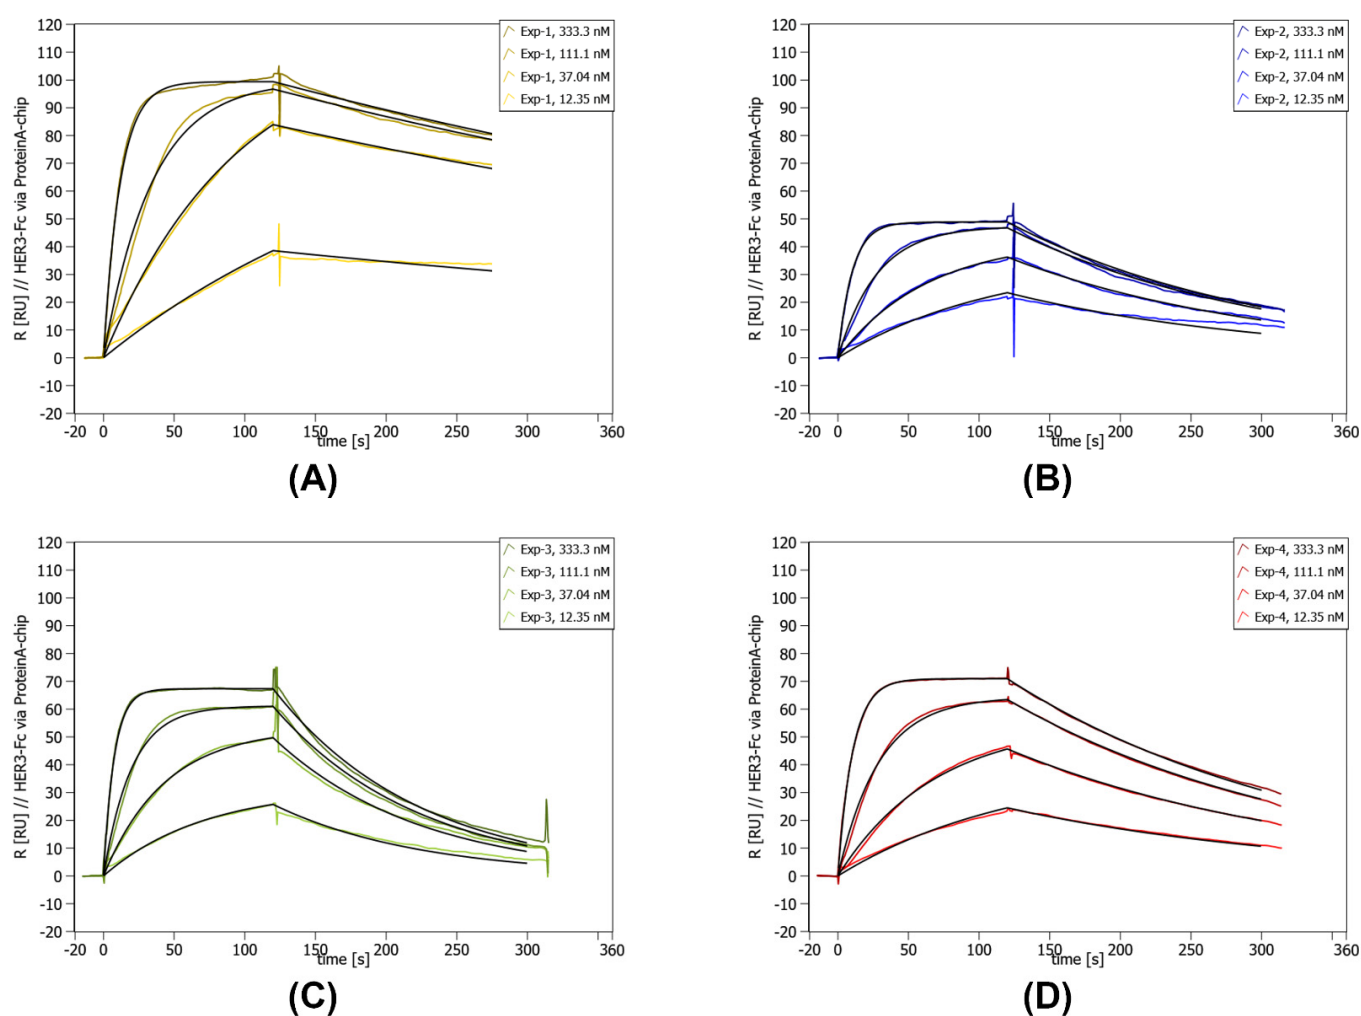 120
110
100
90
80
70
60
50
40
30
20
10
0
-10
-20
R [RU] // HER3-Fc via ProteinA-chip
-20 0 50 100 150 200 250 300 360
time [s]
Exp-1, 333.3 nM
Exp-1, 111.1 nM
Exp-1, 37.04 nM
Exp-1, 12.35 nM
(A)
120
110
100
90
80
70
60
50
40
30
20
10
0
-10
-20
R [RU] // HER3-Fc via ProteinA-chip
-20 0 50 100 150 200 250 300 360
time [s]
Exp-2, 333.3 nM
Exp-2, 111.1 nM
Exp-2, 37.04 nM
Exp-2, 12.35 nM
(B)
120
110
100
90
80
70
60
50
40
30
20
10
0
-10
-20
R [RU] // HER3-Fc via ProteinA-chip
-20 0 50 100 150 200 250 300 360
time [s]
Exp-3, 333.3 nM
Exp-3, 111.1 nM
Exp-3, 37.04 nM
Exp-3, 12.35 nM
(C)
120
110
100
90
80
70
60
50
40
30
20
10
0
-10
-20
R [RU] // HER3-Fc via ProteinA-chip
-20 0 50 100 150 200 250 300 360
time [s]
Exp-4, 333.3 nM
Exp-4, 111.1 nM
Exp-4, 37.04 nM
Exp-4, 12.35 nM
(D)